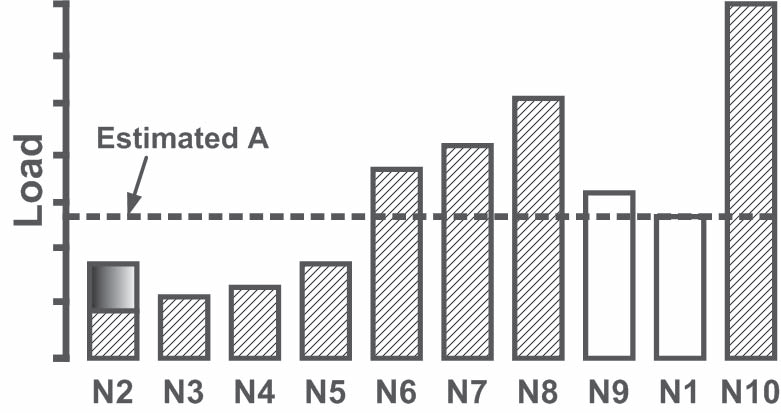 Estimated A
Load
N2 N3 N4 N5 N6 N7 N8 N9 N1 N10